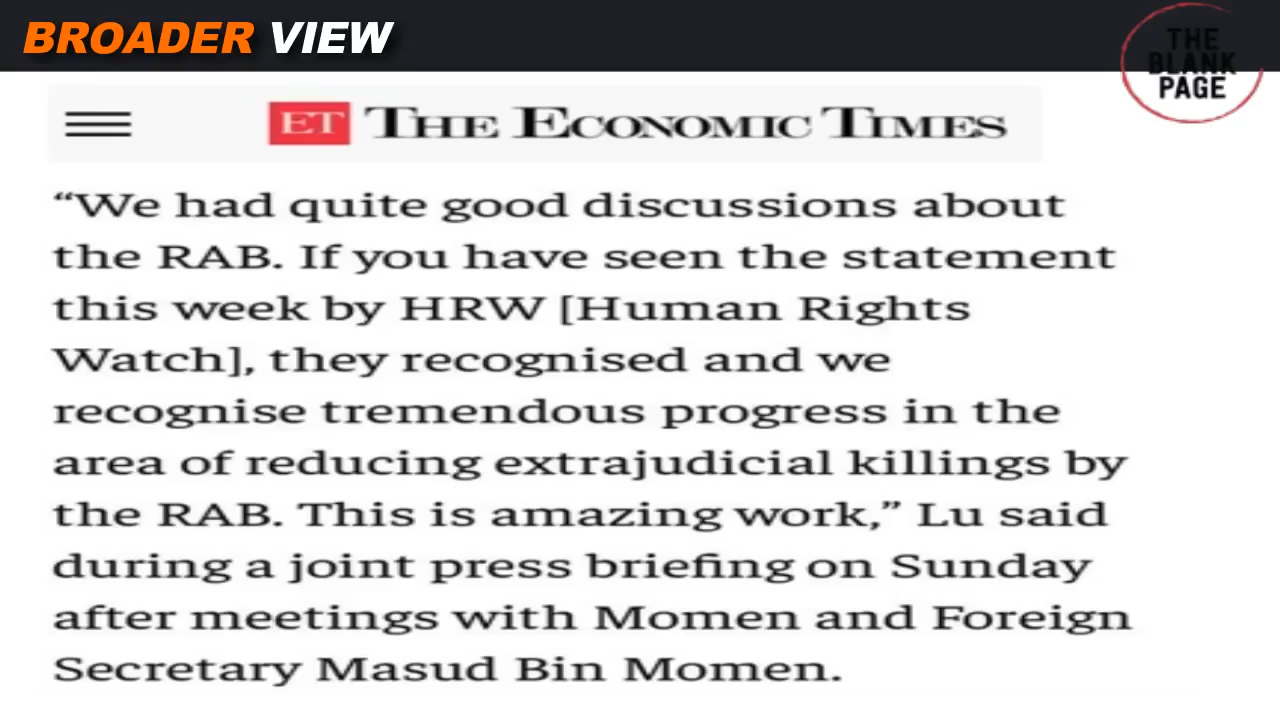 BROADER VIEW
THE
BLANK
PAGE
ET THE ECONOMIC TIMES
“We had quite good discussions about
the RAB. If you have seen the statement
this week by HRW [Human Rights
Watch], they recognised and we
recognise tremendous progress in the
area of reducing extrajudicial killings by
the RAB. This is amazing work,” Lu said
during a joint press briefing on Sunday
after meetings with Momen and Foreign
Secretary Masud Bin Momen.